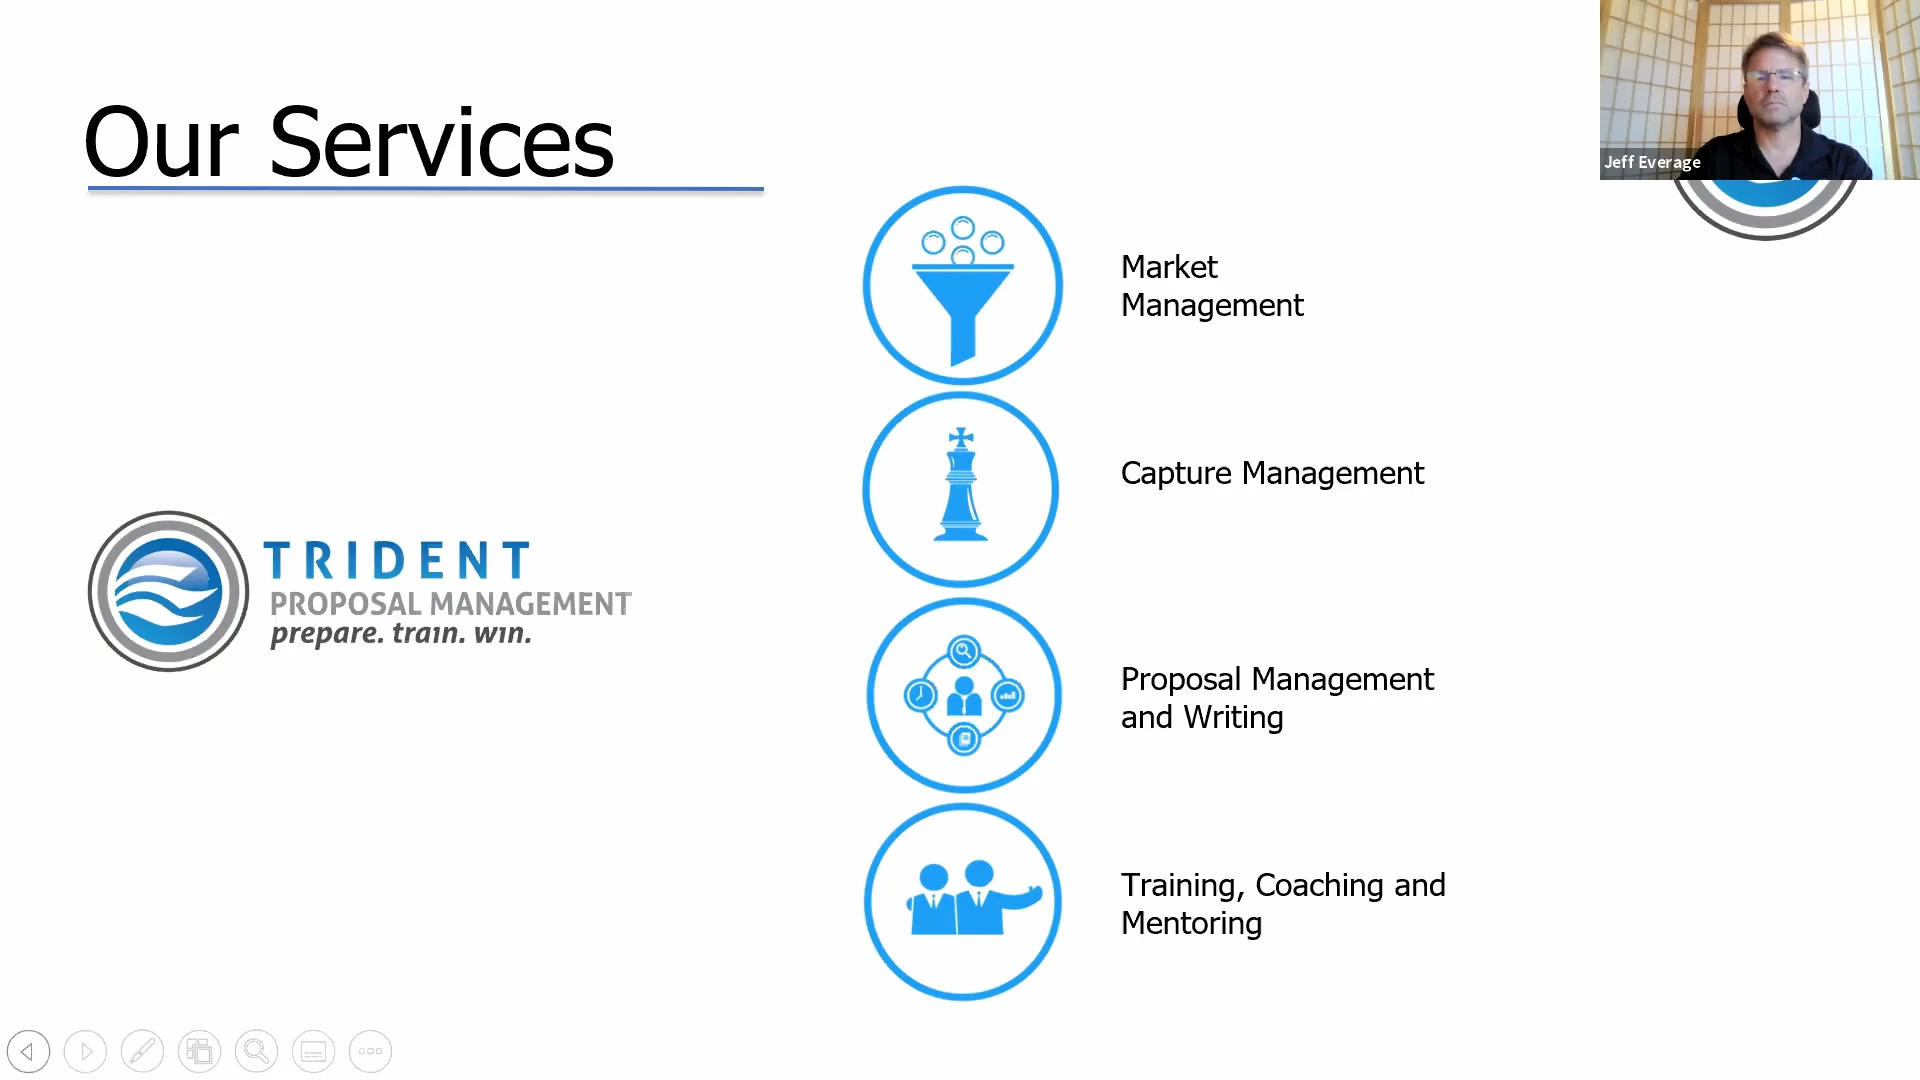 Our Services
Jeff Everage
Market
Management
Capture Management
TRIDENT
PROPOSAL MANAGEMENT
prepare. train. win.
Proposal Management
and Writing
Training, Coaching and
Mentoring